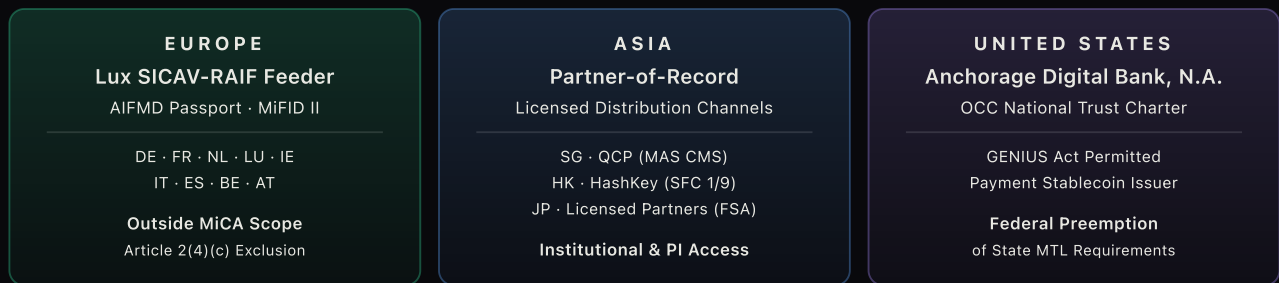 EUROPE
Lux SICAV-RAIF Feeder
AIFMD Passport · MiFID II
DE · FR · NL · LU · IE
IT · ES · BE · AT
Outside MiCA Scope
Article 2(4)(c) Exclusion
ASIA
Partner-of-Record
Licensed Distribution Channels
SG · QCP (MAS CMS)
HK · HashKey (SFC 1/9)
JP · Licensed Partners (FSA)
Institutional & PI Access
UNITED STATES
Anchorage Digital Bank, N.A.
OCC National Trust Charter
GENIUS Act Permitted
Payment Stablecoin Issuer
Federal Preemption
of State MTL Requirements